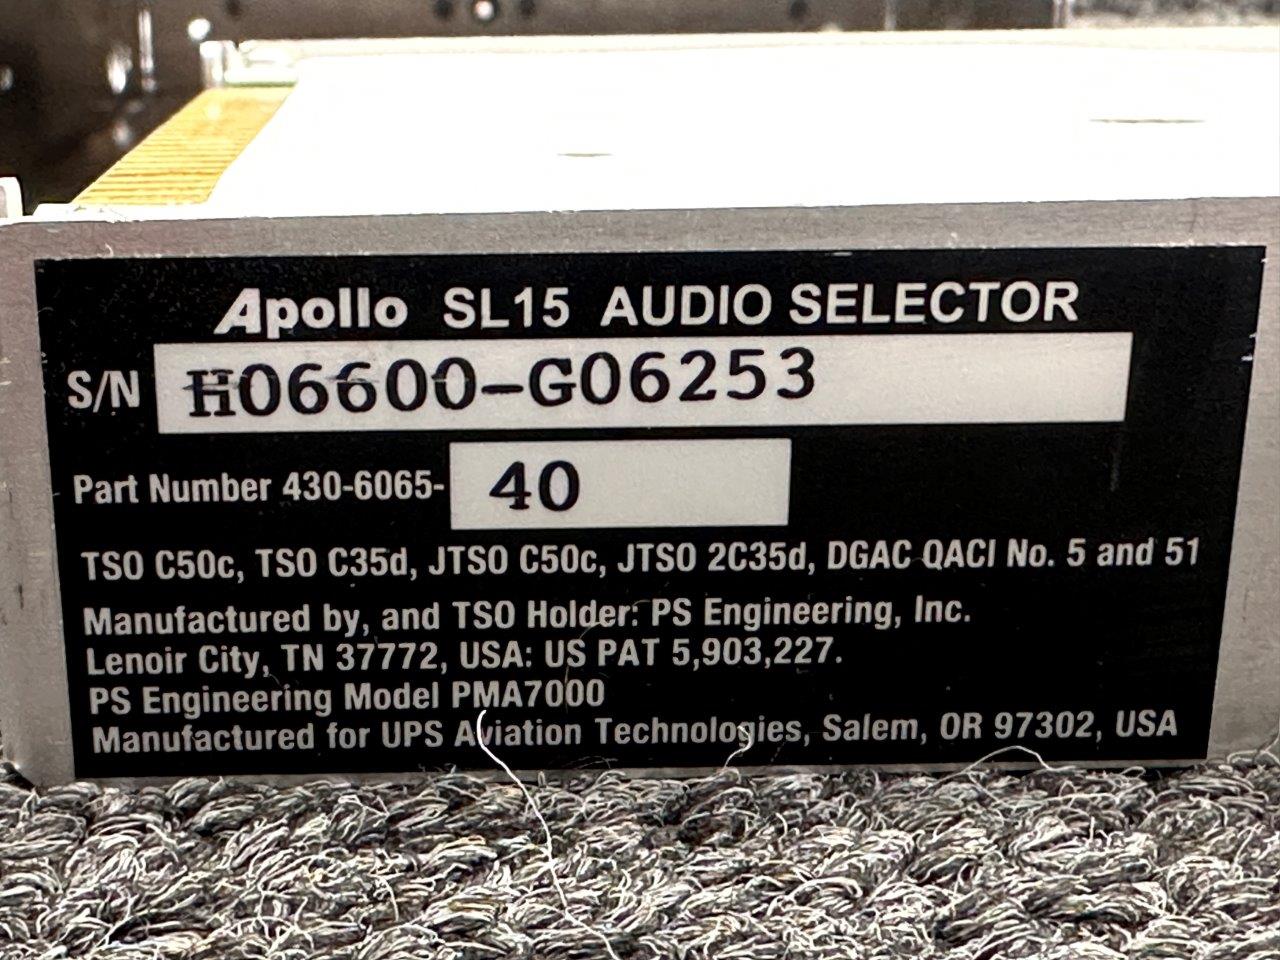 Apollo SL15 AUDIO SELECTOR
S/N H06600-G06253
Part Number 430-6065- 40
TSO C50c, TSO C35d, JTSO C50c, JTSO 2C35d, DGAC QACI No. 5 and 51
Manufactured by, and TSO Holder: PS Engineering, Inc.
Lenoir City, TN 37772, USA: US PAT 5,903,227.
PS Engineering Model PMA7000
Manufactured for UPS Aviation Technologies, Salem, OR 97302, USA